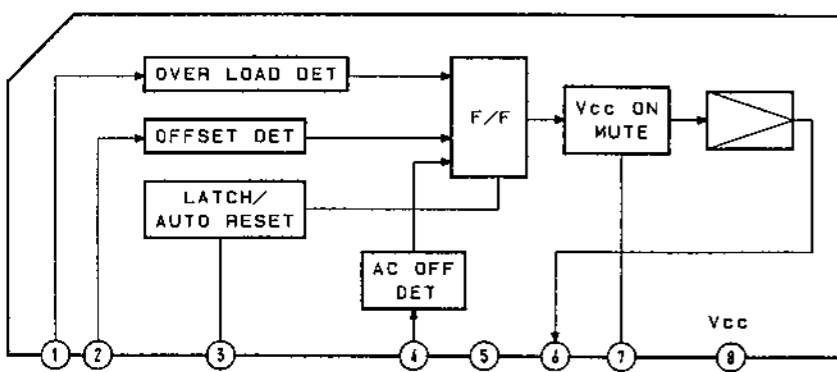 OVER LOAD DET
F/F
Vcc ON
MUTE
OFFSET DET
LATCH/
AUTO RESET
AC OFF
DET
Vcc
1 2 3 4 5 6 7 8